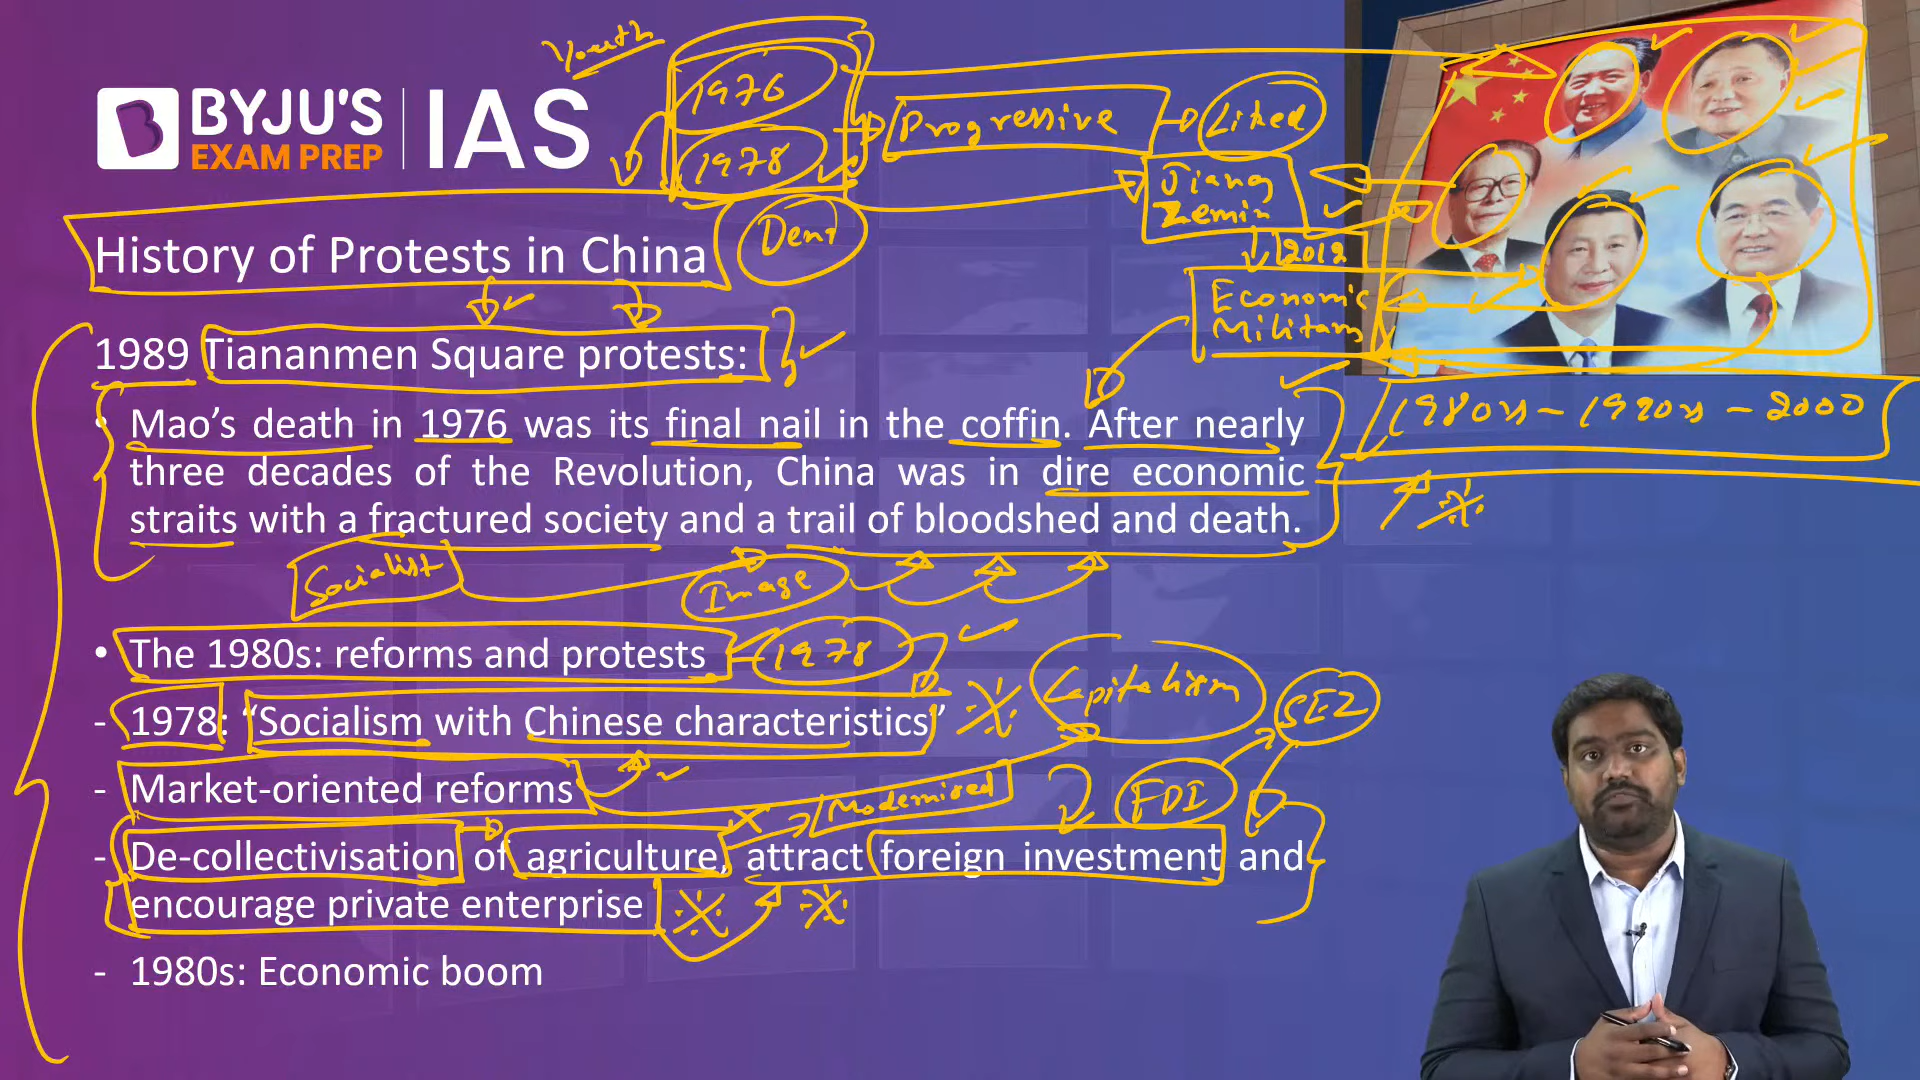 BYJU'S
EXAM PREP
IAS
Youth
1976
1978
Progressive
Liked
Jiang
Zemin
2012
Economic
Military
1980s - 1990s - 2000
History of Protests in China
Deng
1989 Tiananmen Square protests:
• Mao's death in 1976 was its final nail in the coffin. After nearly
three decades of the Revolution, China was in dire economic
straits with a fractured society and a trail of bloodshed and death.
Socialist
Image
• The 1980s: reforms and protests
1978
- 1978: "Socialism with Chinese characteristics"
Capitalism
SEZ
- Market-oriented reforms
Modernised
FDI
- De-collectivisation of agriculture, attract foreign investment and
encourage private enterprise
- 1980s: Economic boom